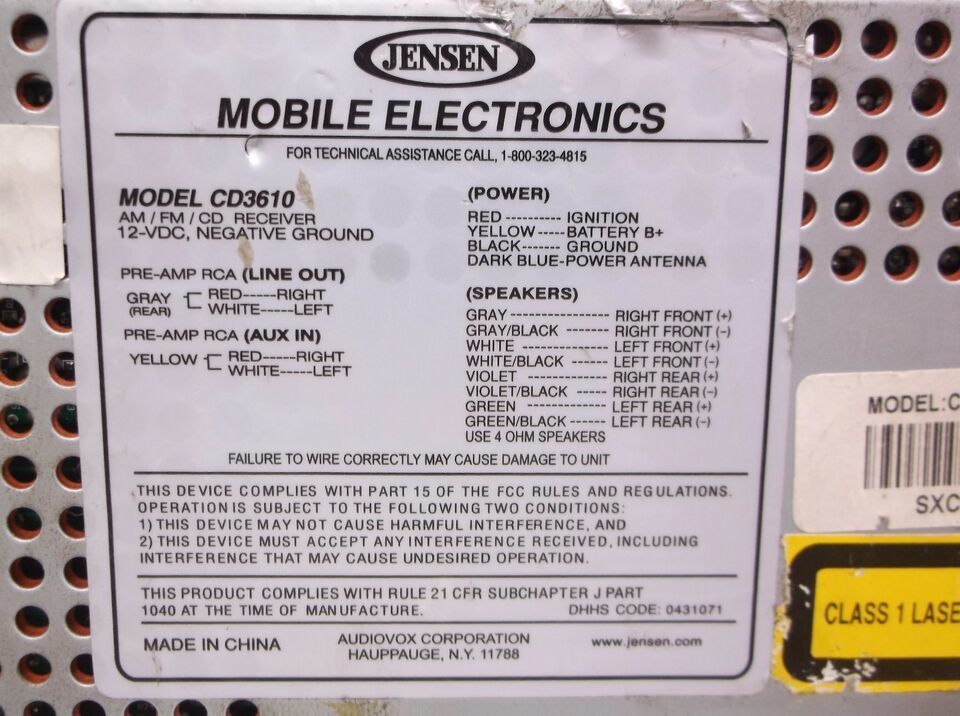 JENSEN
MOBILE ELECTRONICS
FOR TECHNICAL ASSISTANCE CALL, 1-800-323-4815
MODEL CD3610
AM / FM / CD RECEIVER
12-VDC, NEGATIVE GROUND
PRE-AMP RCA (LINE OUT)
GRAY (REAR) RED-----RIGHT
WHITE-----LEFT
PRE-AMP RCA (AUX IN)
YELLOW RED-----RIGHT
WHITE-----LEFT
(POWER)
RED ---------- IGNITION
YELLOW ----- BATTERY B+
BLACK------- GROUND
DARK BLUE-POWER ANTENNA
(SPEAKERS)
GRAY ----------------- RIGHT FRONT (+)
GRAY/BLACK ------- RIGHT FRONT (-)
WHITE --------------- LEFT FRONT (+)
WHITE/BLACK ------ LEFT FRONT (-)
VIOLET ------------- RIGHT REAR (+)
VIOLET/BLACK ------ RIGHT REAR (-)
GREEN -------------- LEFT REAR (+)
GREEN/BLACK ------ LEFT REAR (-)
USE 4 OHM SPEAKERS
FAILURE TO WIRE CORRECTLY MAY CAUSE DAMAGE TO UNIT
THIS DEVICE COMPLIES WITH PART 15 OF THE FCC RULES AND REGULATIONS.
OPERATION IS SUBJECT TO THE FOLLOWING TWO CONDITIONS:
1) THIS DEVICE MAY NOT CAUSE HARMFUL INTERFERENCE, AND
2) THIS DEVICE MUST ACCEPT ANY INTERFERENCE RECEIVED, INCLUDING
INTERFERENCE THAT MAY CAUSE UNDESIRED OPERATION.
THIS PRODUCT COMPLIES WITH RULE 21 CFR SUBCHAPTER J PART
1040 AT THE TIME OF MANUFACTURE. DHHS CODE: 0431071
MADE IN CHINA
AUDIOVOX CORPORATION
HAUPPAUGE, N.Y. 11788
www.jensen.com
MODEL:C
SXC
CLASS 1 LASE